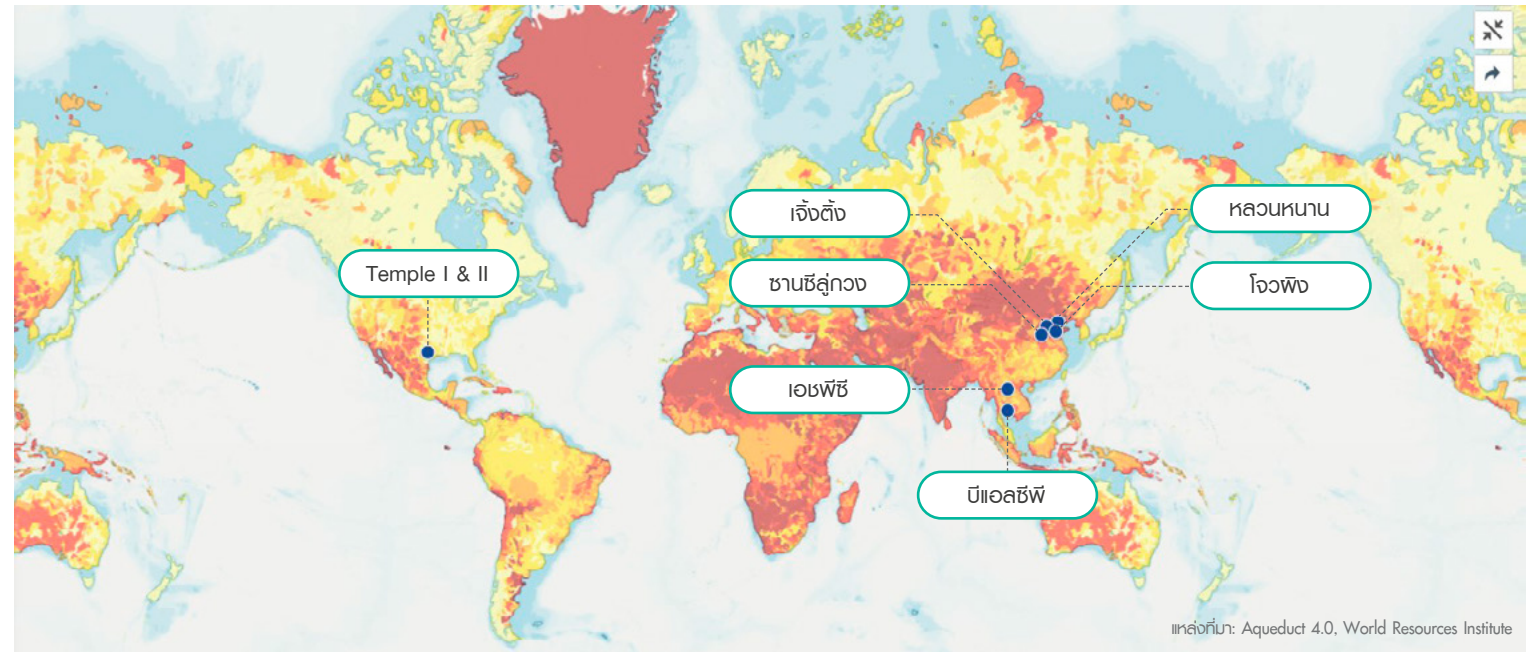 เจิ้งติ้ง
หลวนหนาน
Temple I & II
ซานซีลู่กวง
โจวผิง
เอชพีซี
บีแอลซีพี
แหล่งที่มา: Aqueduct 4.0, World Resources Institute